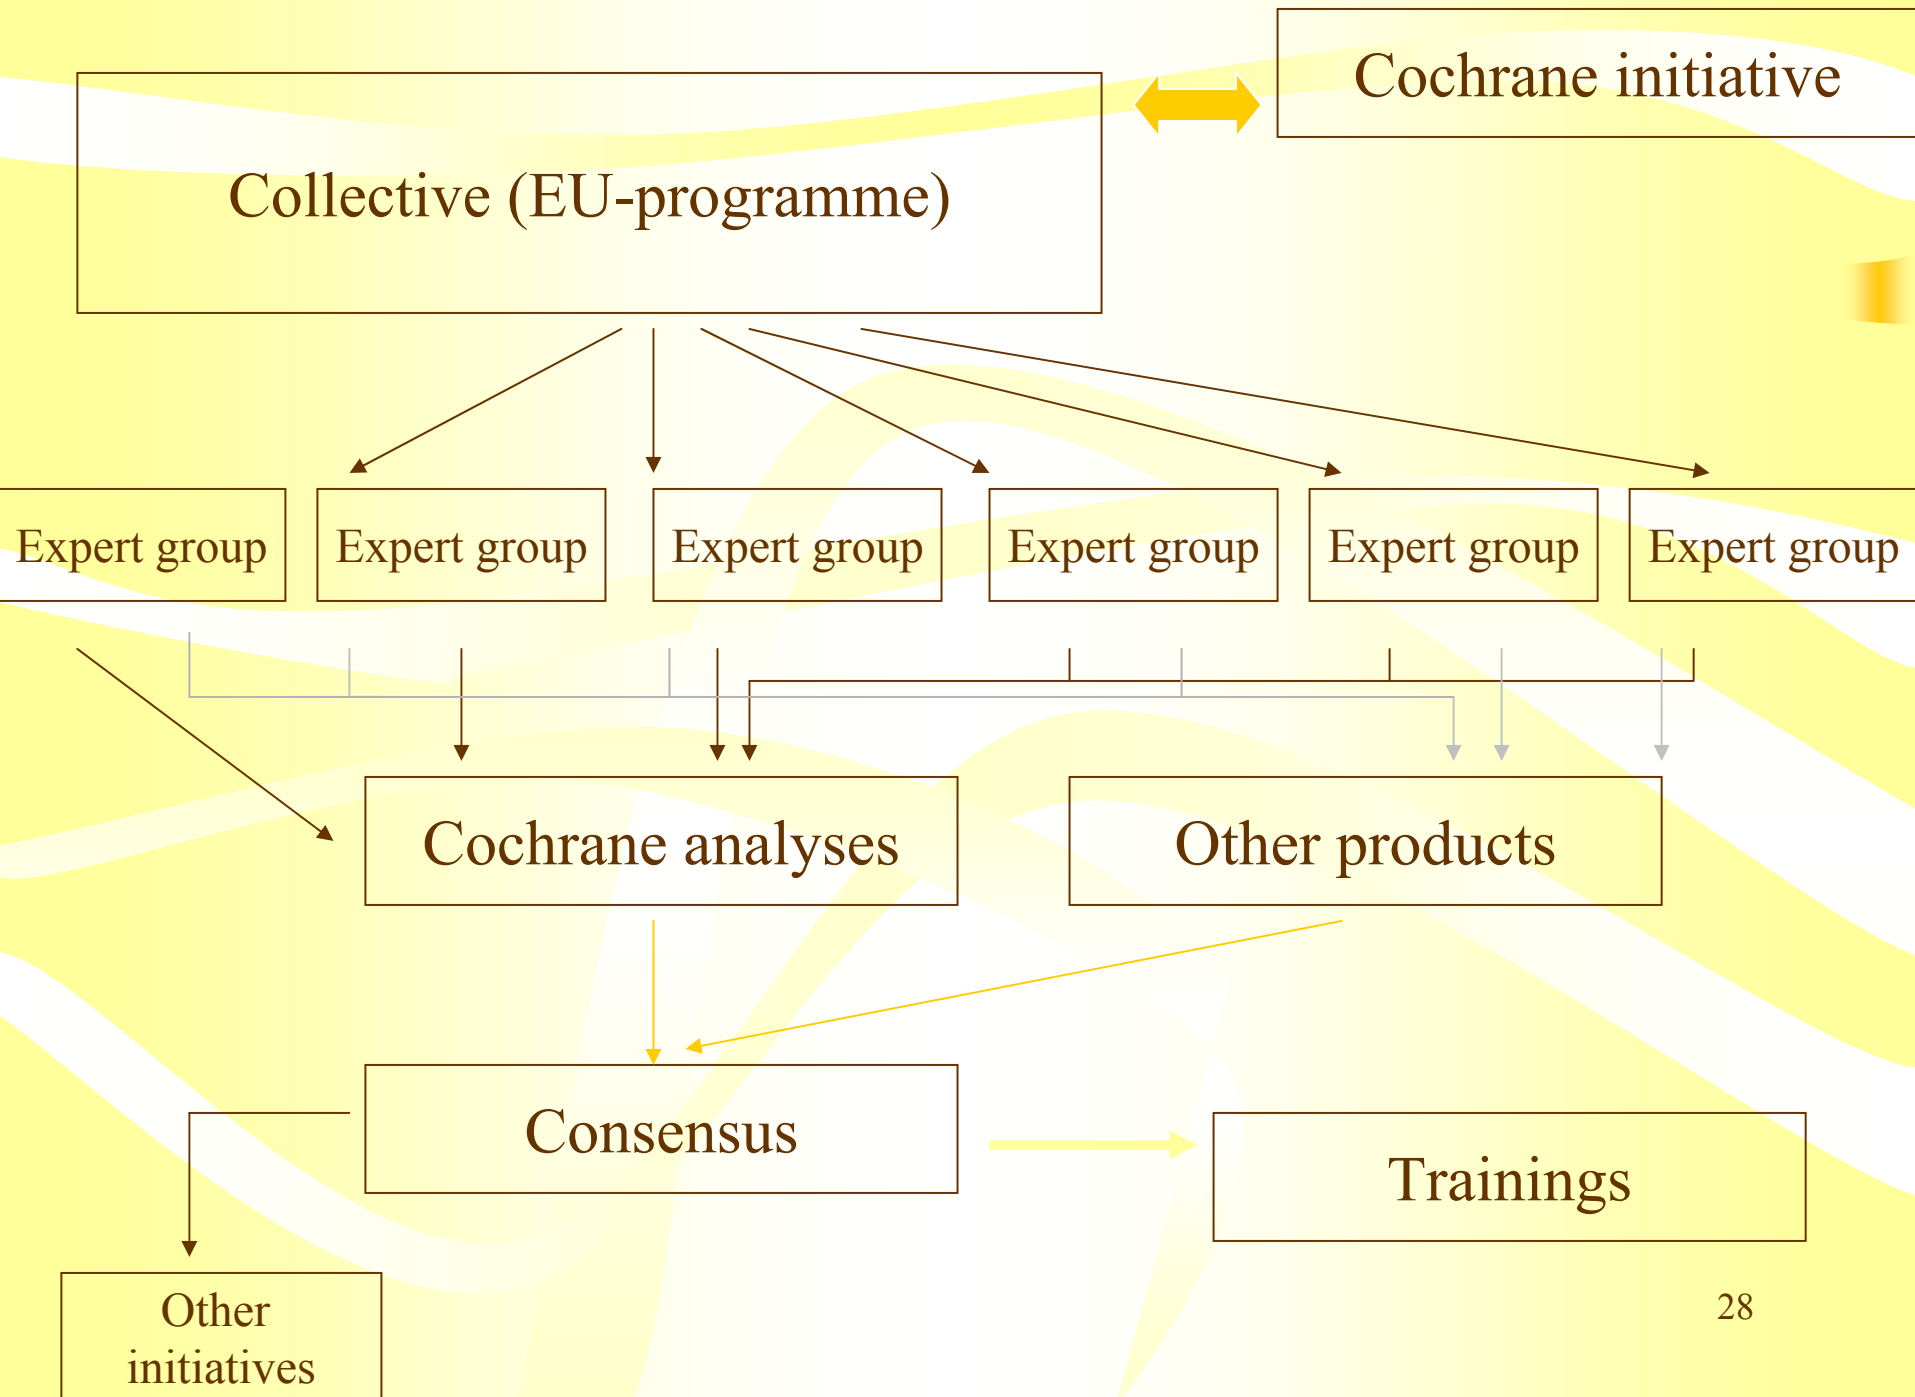 Cochrane initiative
Collective (EU-programme)
Expert group
Expert group
Expert group
Expert group
Expert group
Expert group
Cochrane analyses
Other products
Consensus
Trainings
Other
initiatives
28